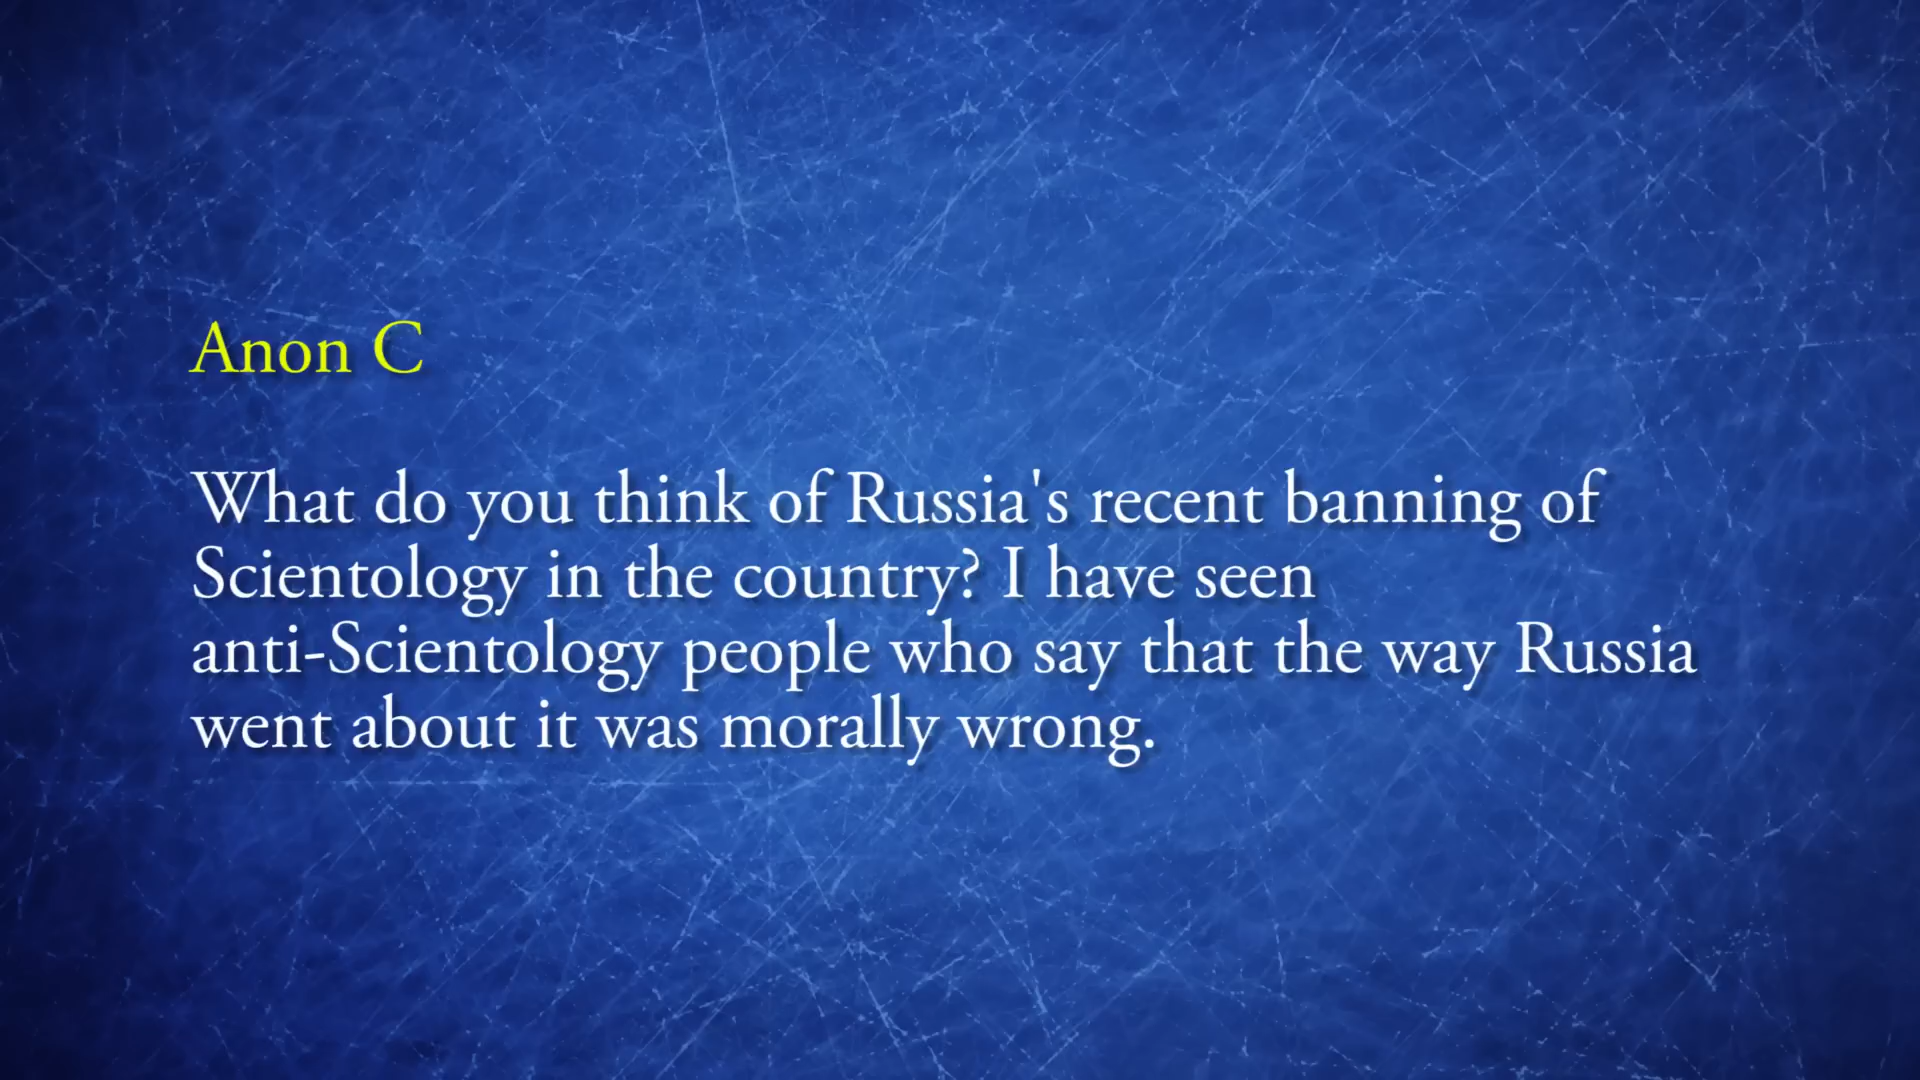 Anon C
What do you think of Russia's recent banning of
Scientology in the country? I have seen
anti-Scientology people who say that the way Russia
went about it was morally wrong.